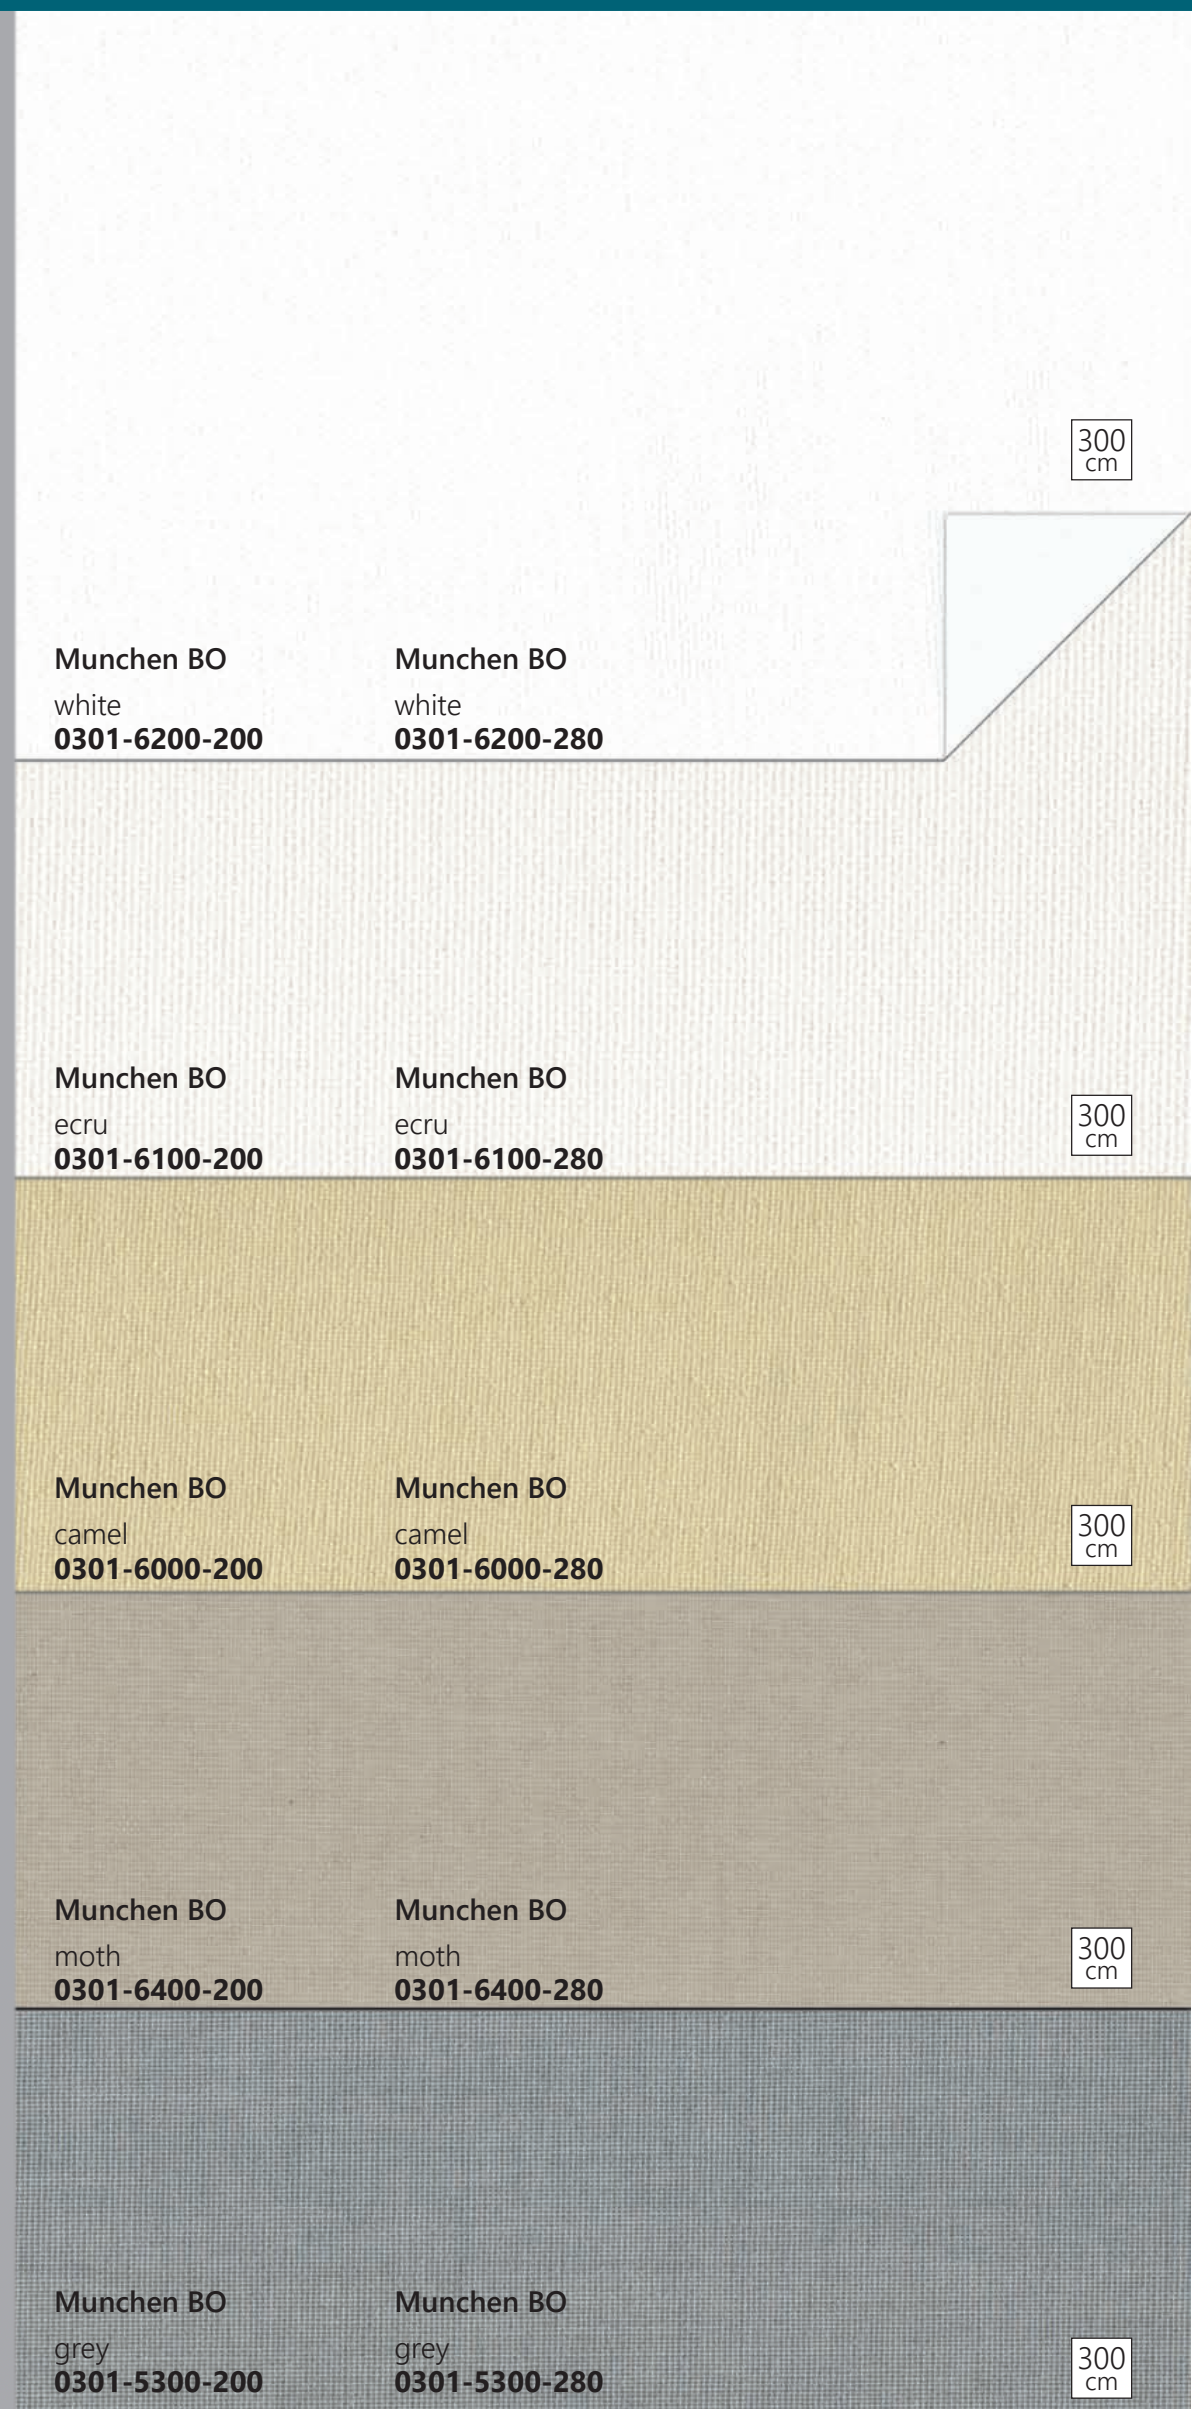 300
cm
Munchen BO
white
0301-6200-200
Munchen BO
white
0301-6200-280
Munchen BO
ecru
0301-6100-200
Munchen BO
ecru
0301-6100-280
300
cm
Munchen BO
camel
0301-6000-200
Munchen BO
camel
0301-6000-280
300
cm
Munchen BO
moth
0301-6400-200
Munchen BO
moth
0301-6400-280
300
cm
Munchen BO
grey
0301-5300-200
Munchen BO
grey
0301-5300-280
300
cm